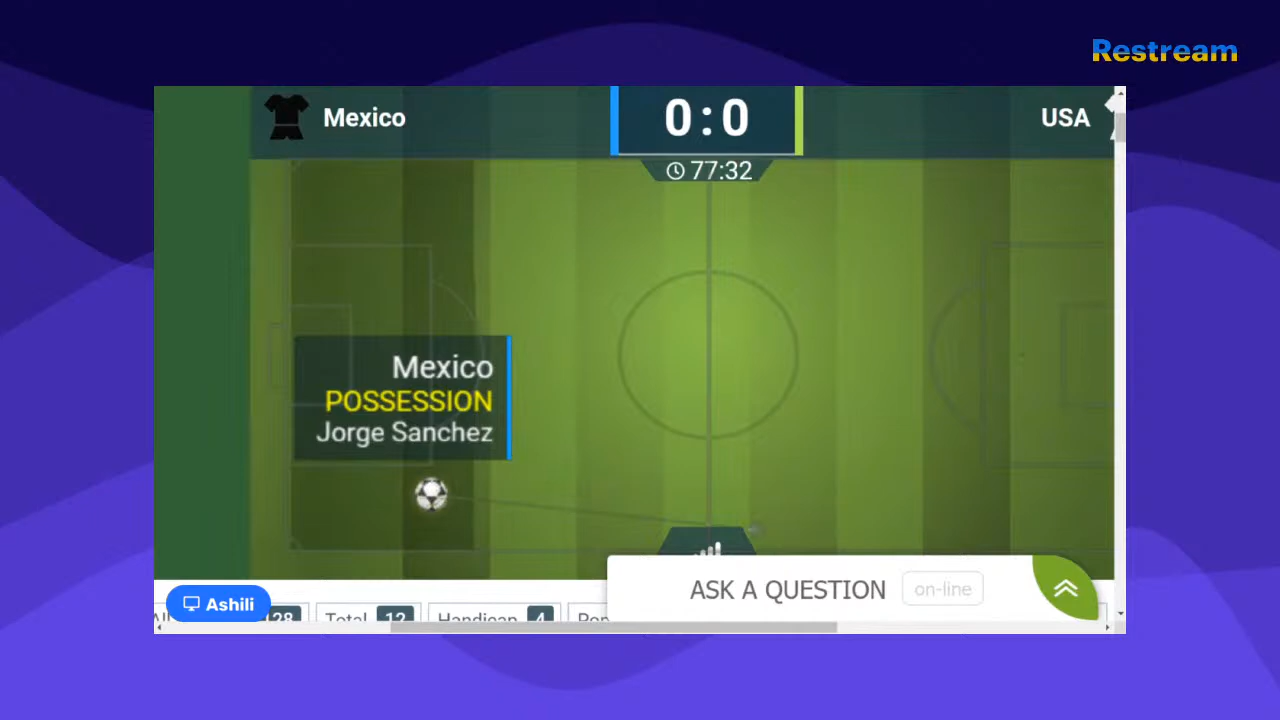 Restream
Mexico
0:0
USA
77:32
Mexico
POSSESSION
Jorge Sanchez
ASK A QUESTION
on-line
Ashili
128
Total 12
Handicap 4